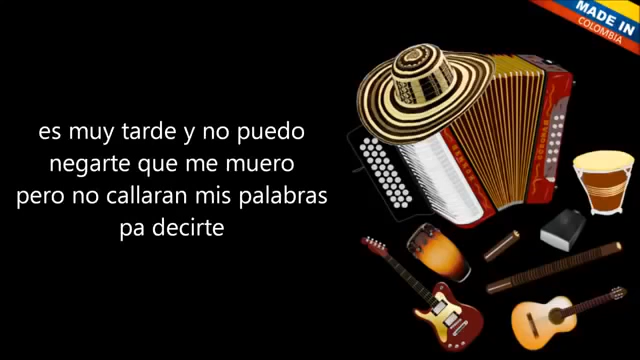 MADE IN
COLOMBIA
es muy tarde y no puedo
negarte que me muero
pero no callaran mis palabras
pa decirte